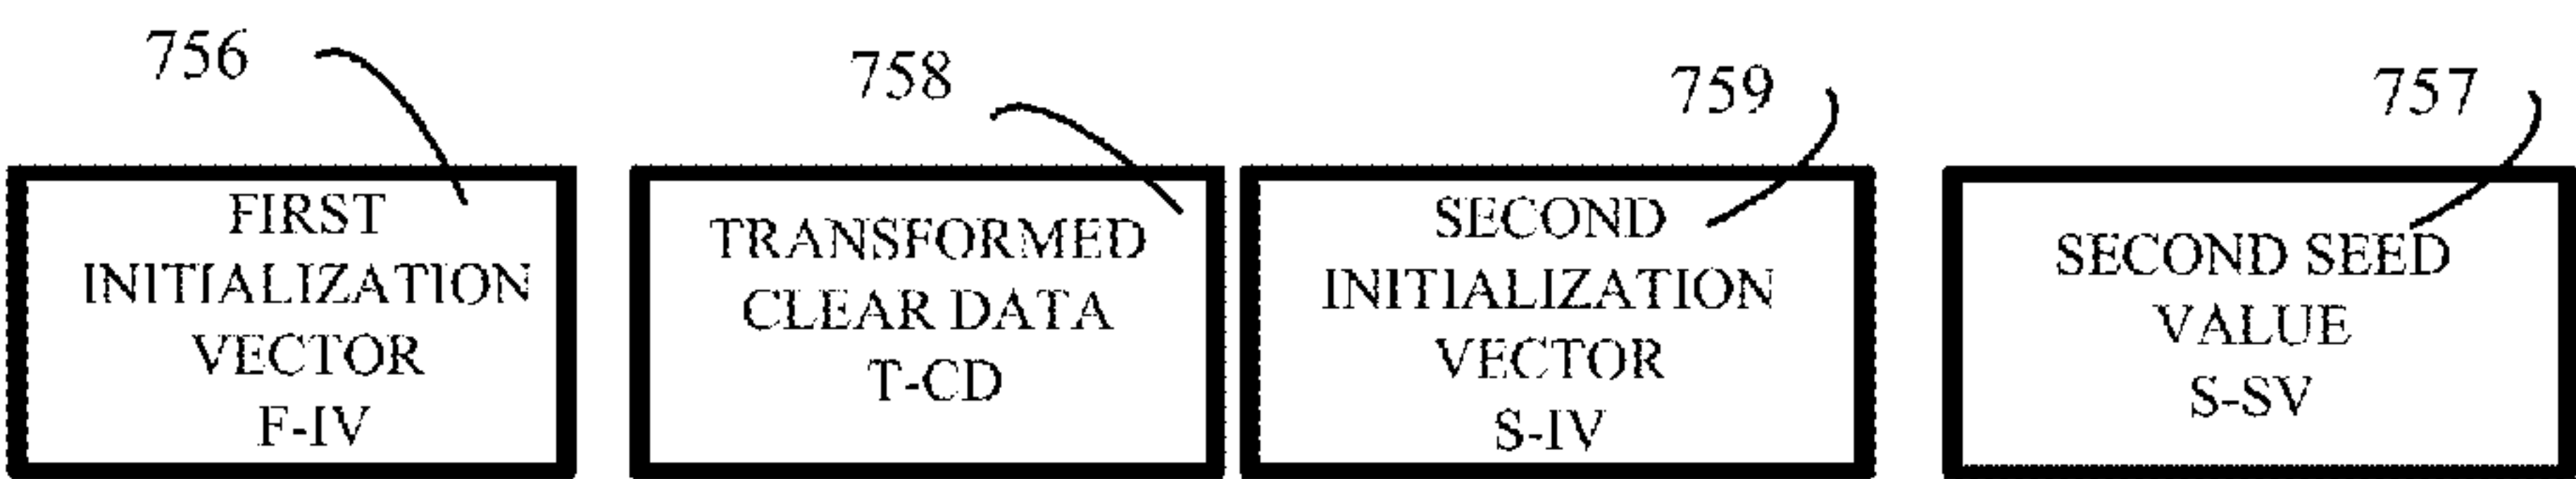 756
758
759
757
FIRST
INITIALIZATION
VECTOR
F-IV
TRANSFORMED
CLEAR DATA
T-CD
SECOND
INITIALIZATION
VECTOR
S-IV
SECOND SEED
VALUE
S-SV